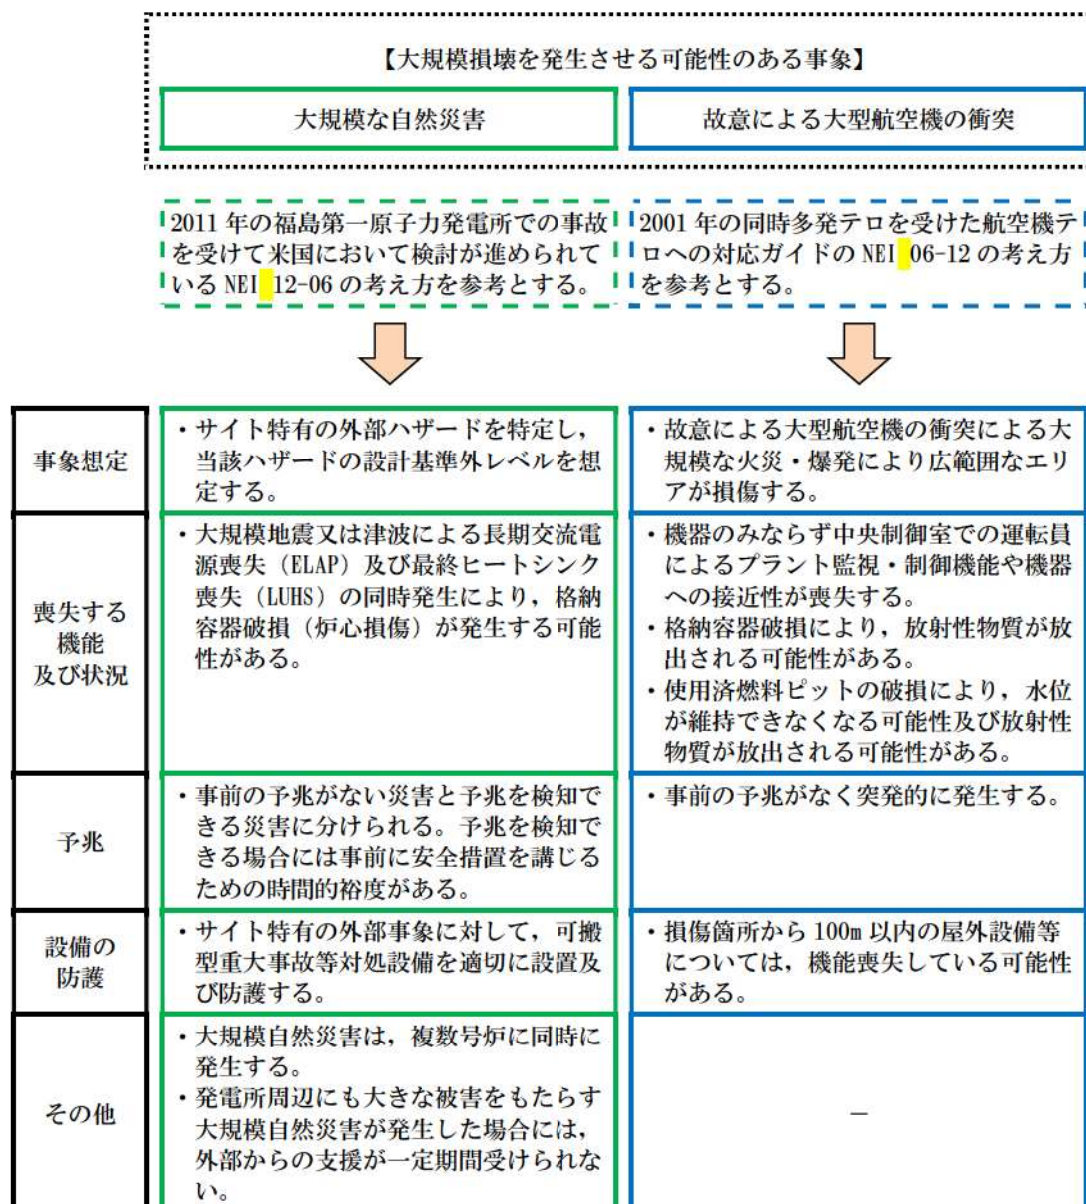 【大規模損壊を発生させる可能性のある事象】
大規模な自然災害
故意による大型航空機の衝突
2011 年の福島第一原子力発電所での事故
を受けて米国において検討が進められて
いる NEI 12-06 の考え方を参考とする。
2001 年の同時多発テロを受けた航空機テ
ロへの対応ガイドの NEI 06-12 の考え方
を参考とする。
事象想定
・サイト特有の外部ハザードを特定し，
当該ハザードの設計基準外レベルを想
定する。
・故意による大型航空機の衝突による大
規模な火災・爆発により広範囲なエリ
アが損傷する。
喪失する
機能
及び状況
・大規模地震又は津波による長期交流電
源喪失（ELAP）及び最終ヒートシンク
喪失（LUHS）の同時発生により，格納
容器破損（炉心損傷）が発生する可能
性がある。
・機器のみならず中央制御室での運転員
によるプラント監視・制御機能や機器
への接近性が喪失する。
・格納容器破損により，放射性物質が放
出される可能性がある。
・使用済燃料ピットの破損により，水位
が維持できなくなる可能性及び放射性
物質が放出される可能性がある。
予兆
・事前の予兆がない災害と予兆を検知で
きる災害に分けられる。予兆を検知で
きる場合には事前に安全措置を講じる
ための時間的裕度がある。
・事前の予兆がなく突発的に発生する。
設備の
防護
・サイト特有の外部事象に対して，可搬
型重大事故等対処設備を適切に設置及
び防護する。
・損傷箇所から 100m 以内の屋外設備等
については，機能喪失している可能性
がある。
その他
・大規模自然災害は，複数号炉に同時に
発生する。
・発電所周辺にも大きな被害をもたらす
大規模自然災害が発生した場合には，
外部からの支援が一定期間受けられな
い。
－